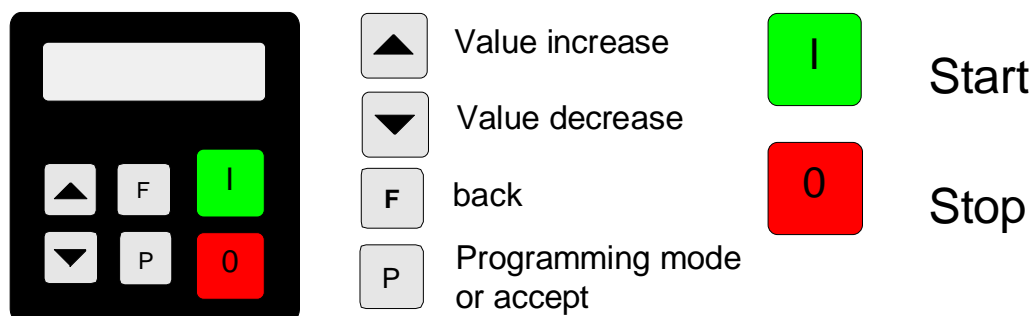 F
I
P
0
Value increase
Value decrease
F
back
P
Programming mode
or accept
I
Start
0
Stop